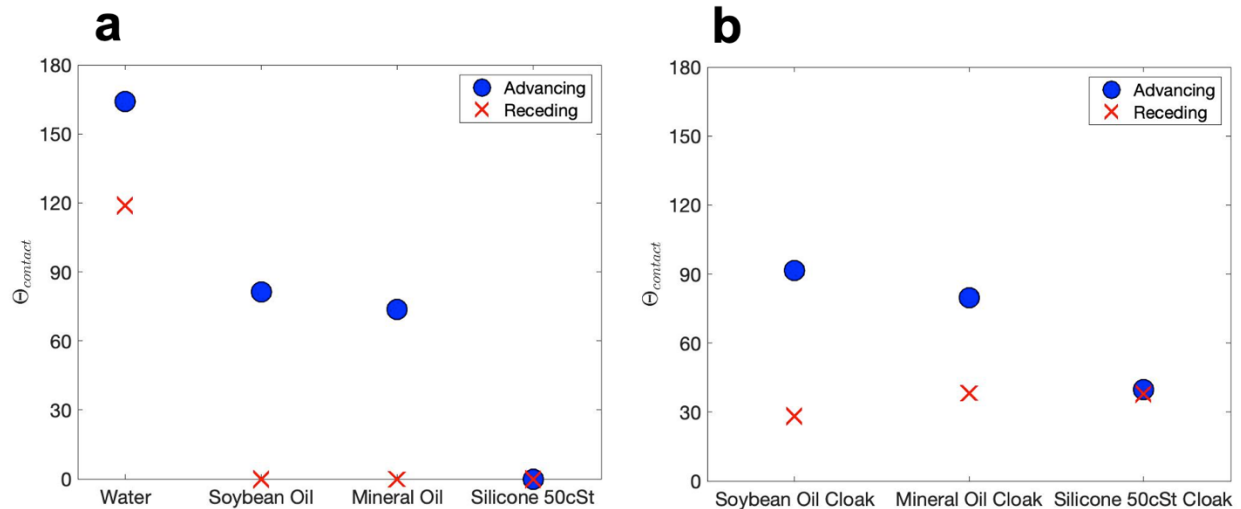 a
180
150
120
90
60
30
0
Θcontact
Advancing
Receding
Water
Soybean Oil
Mineral Oil
Silicone 50cSt
b
180
150
120
90
60
30
0
Θcontact
Advancing
Receding
Soybean Oil Cloak
Mineral Oil Cloak
Silicone 50cSt Cloak